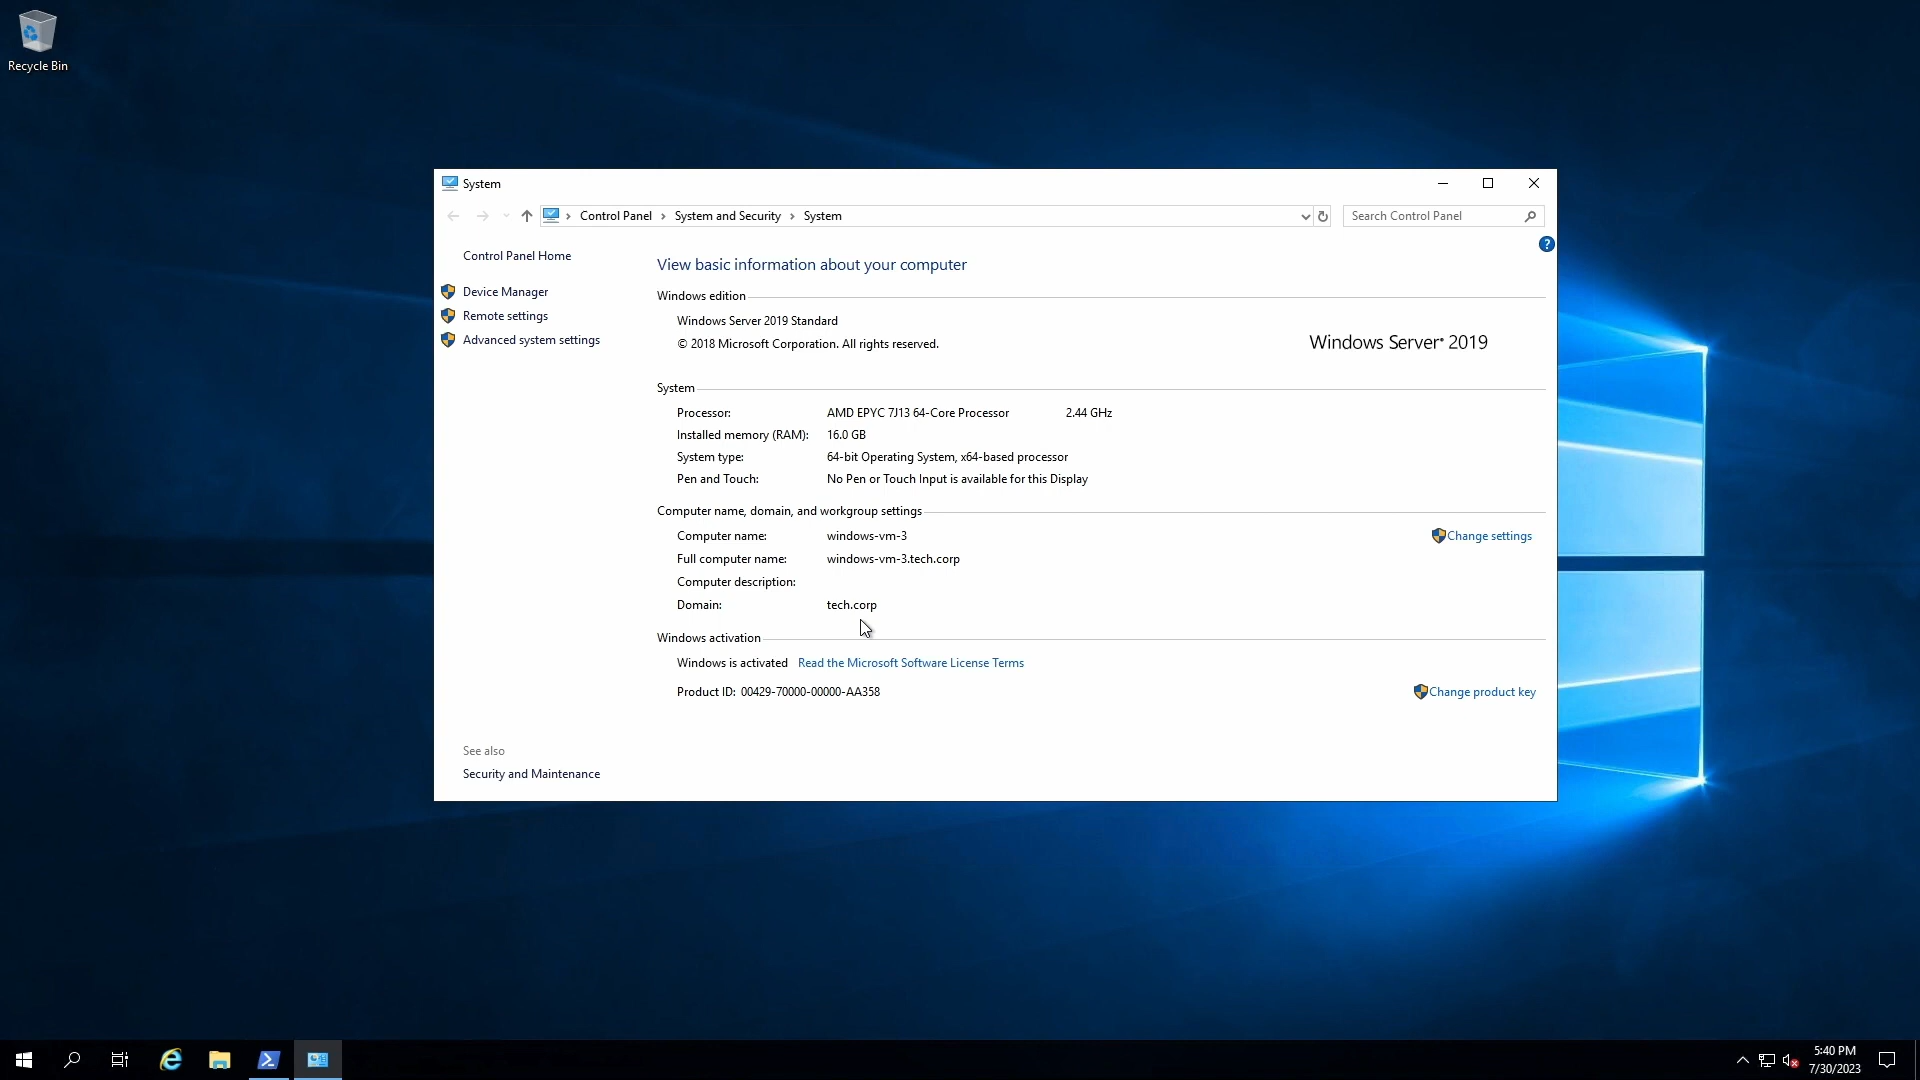 Recycle Bin
System
Control Panel
System and Security
System
Search Control Panel
?
Control Panel Home
Device Manager
Remote settings
Advanced system settings
View basic information about your computer
Windows edition
Windows Server 2019 Standard
© 2018 Microsoft Corporation. All rights reserved.
Windows Server® 2019
System
Processor: AMD EPYC 7J13 64-Core Processor 2.44 GHz
Installed memory (RAM): 16.0 GB
System type: 64-bit Operating System, x64-based processor
Pen and Touch: No Pen or Touch Input is available for this Display
Computer name, domain, and workgroup settings
Computer name: windows-vm-3
Change settings
Full computer name: windows-vm-3.tech.corp
Computer description:
Domain: tech.corp
Windows activation
Windows is activated Read the Microsoft Software License Terms
Product ID: 00429-70000-00000-AA358
Change product key
See also
Security and Maintenance
5:40 PM
7/30/2023